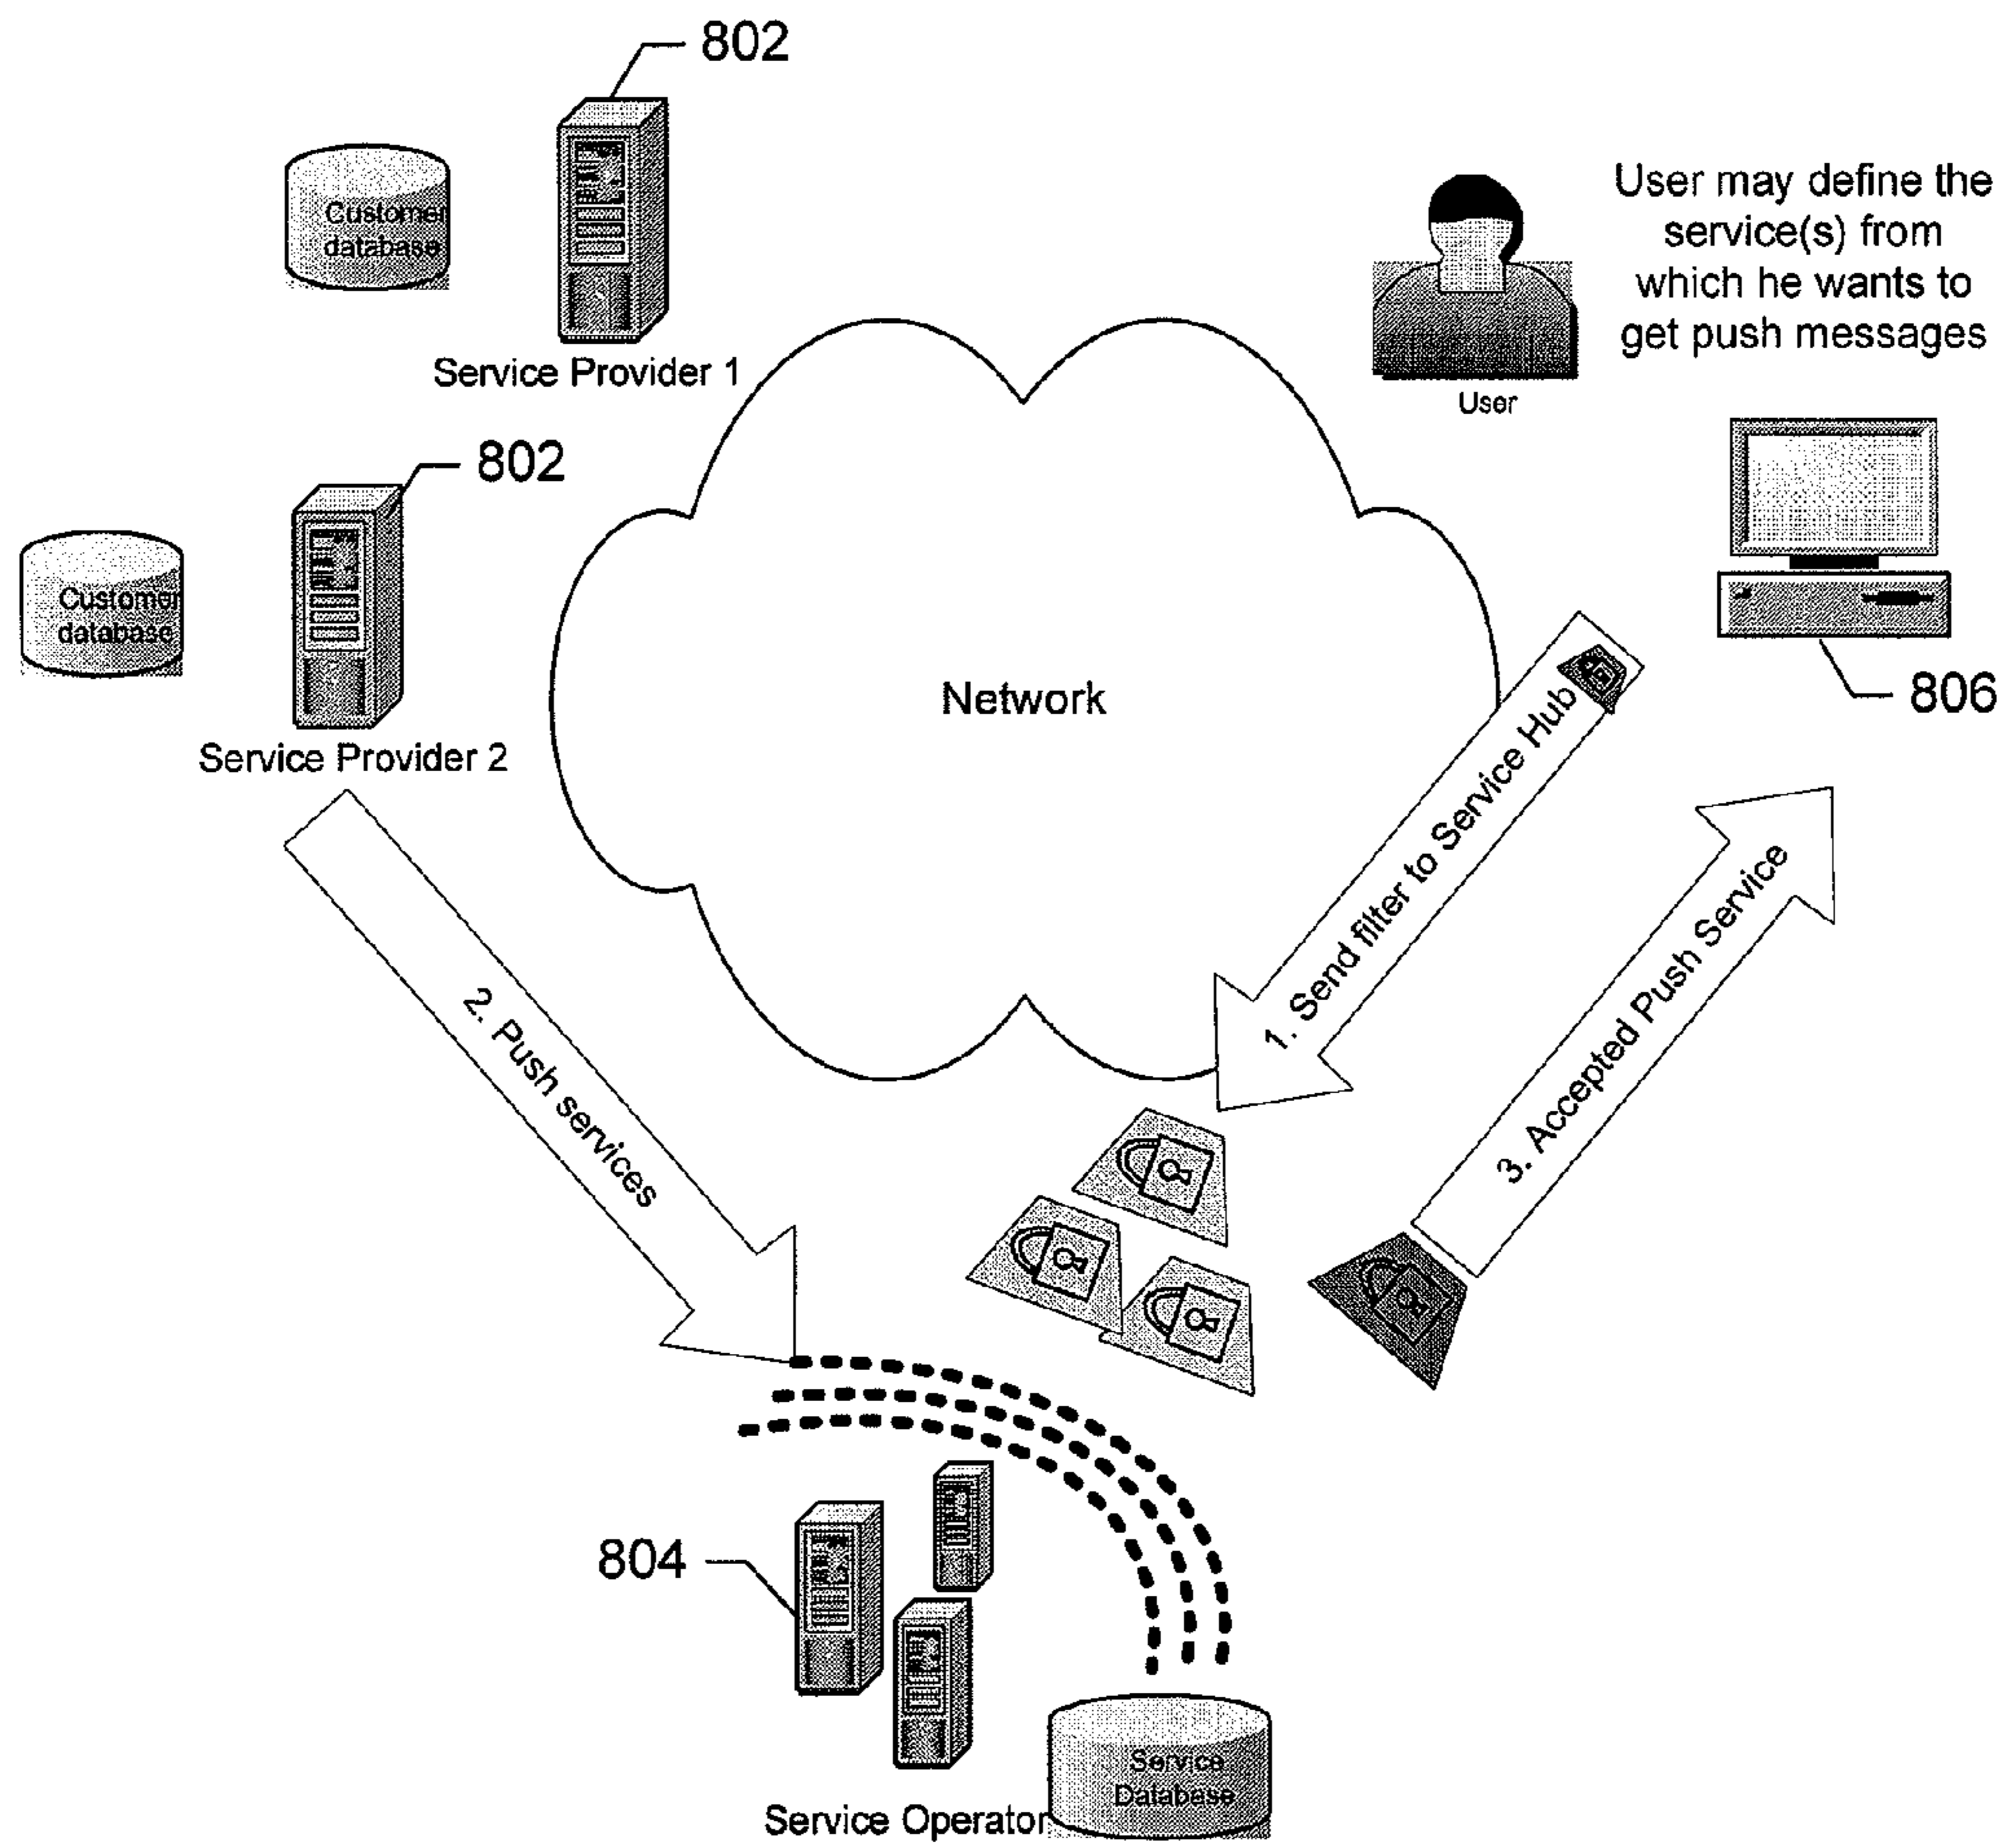 802
Customer
database
Service Provider 1
User may define the
service(s) from
which he wants to
get push messages
User
802
Customer
database
Service Provider 2
Network
806
1. Send filter to Service Hub
2. Push services
3. Accepted Push Service
804
Service Operator
Service
Database